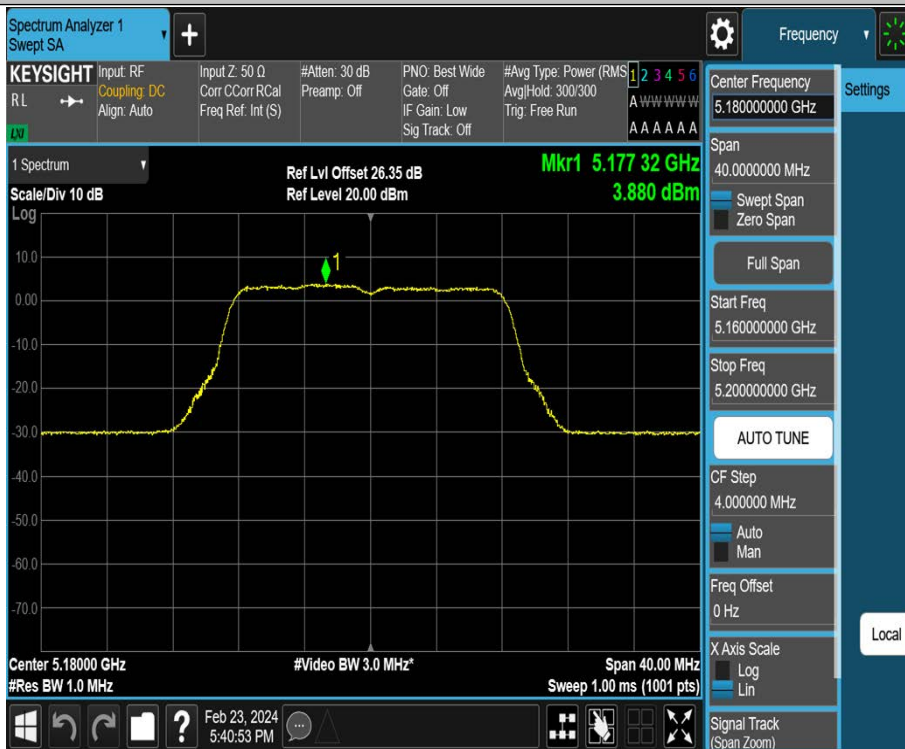 Spectrum Analyzer 1
Swept SA
+
Frequency
KEYSIGHT
RL
LXI
Input: RF
Coupling: DC
Align: Auto
Input Z: 50 Ω
Corr CCorr RCal
Freq Ref: Int (S)
#Atten: 30 dB
Preamp: Off
PNO: Best Wide
Gate: Off
IF Gain: Low
Sig Track: Off
#Avg Type: Power (RMS
Avg|Hold: 300/300
Trig: Free Run
1 2 3 4 5 6
A W W W W W
A A A A A A
1 Spectrum
Scale/Div 10 dB
Log
Ref Lvl Offset 26.35 dB
Ref Level 20.00 dBm
Mkr1 5.177 32 GHz
3.880 dBm
1
10.0
0.00
-10.0
-20.0
-30.0
-40.0
-50.0
-60.0
-70.0
Center 5.18000 GHz
#Res BW 1.0 MHz
#Video BW 3.0 MHz*
Span 40.00 MHz
Sweep 1.00 ms (1001 pts)
?
Feb 23, 2024
5:40:53 PM
Center Frequency
5.180000000 GHz
Span
40.0000000 MHz
Swept Span
Zero Span
Full Span
Start Freq
5.160000000 GHz
Stop Freq
5.200000000 GHz
AUTO TUNE
CF Step
4.000000 MHz
Auto
Man
Freq Offset
0 Hz
X Axis Scale
Log
Lin
Signal Track
(Span Zoom)
Settings
Local